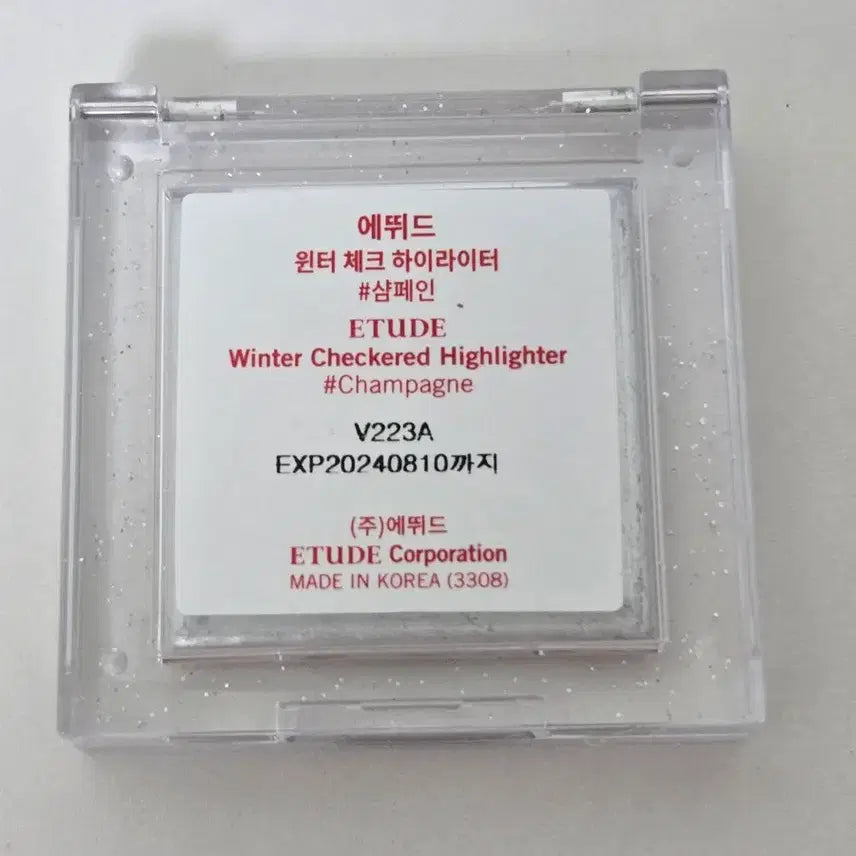 에뛰드
윈터 체크 하이라이터
#샴페인
ETUDE
Winter Checkered Highlighter
#Champagne
V223A
EXP20240810까지
(주)에뛰드
ETUDE Corporation
MADE IN KOREA (3308)